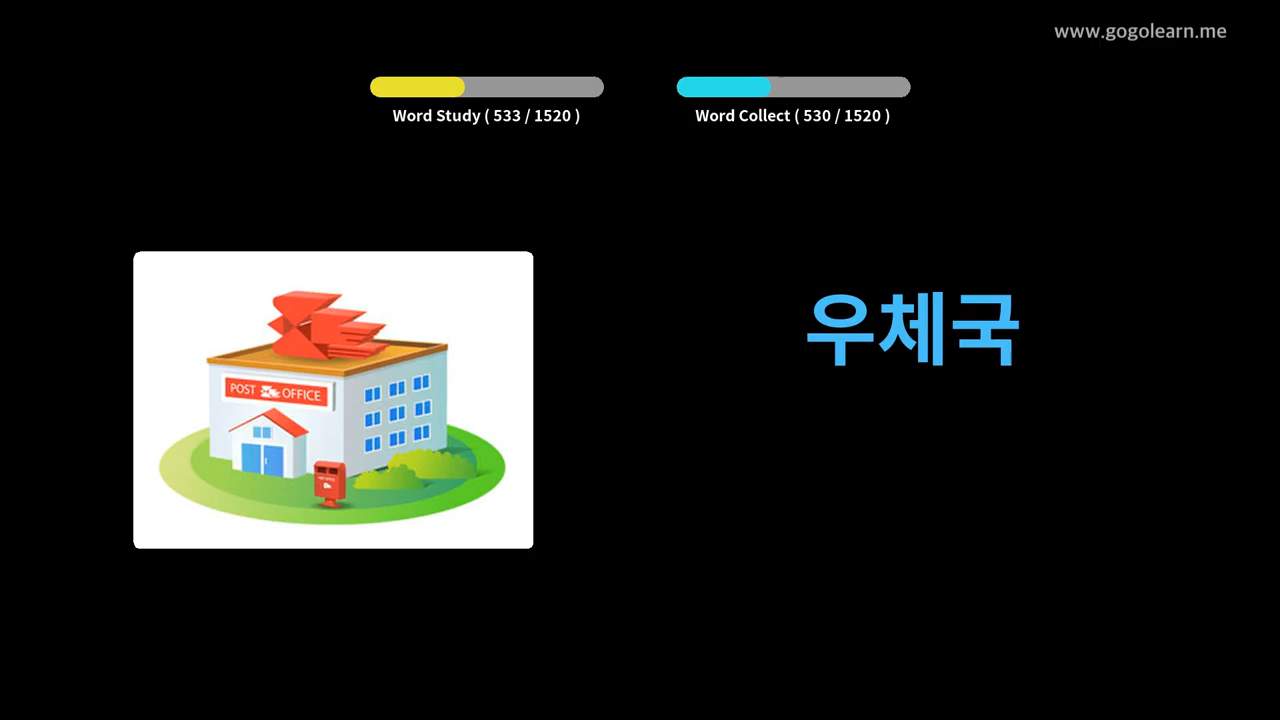 www.gogolearn.me
Word Study ( 533 / 1520 )
Word Collect ( 530 / 1520 )
우체국
POST OFFICE